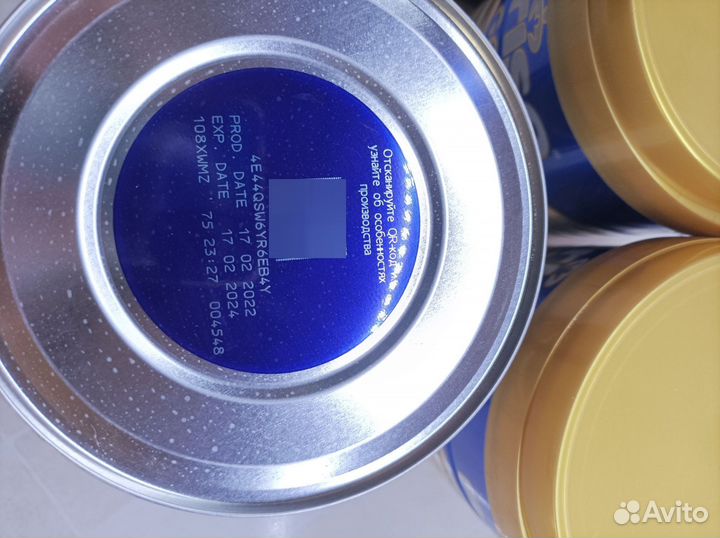 Отсканируйте QR-код и
узнайте об особенностях
производства
4E44QSW6YR6EB4Y
PROD. DATE 17 02 2022
EXP. DATE 17 02 2024
108XWMZ 75 23:27 004548
Avito